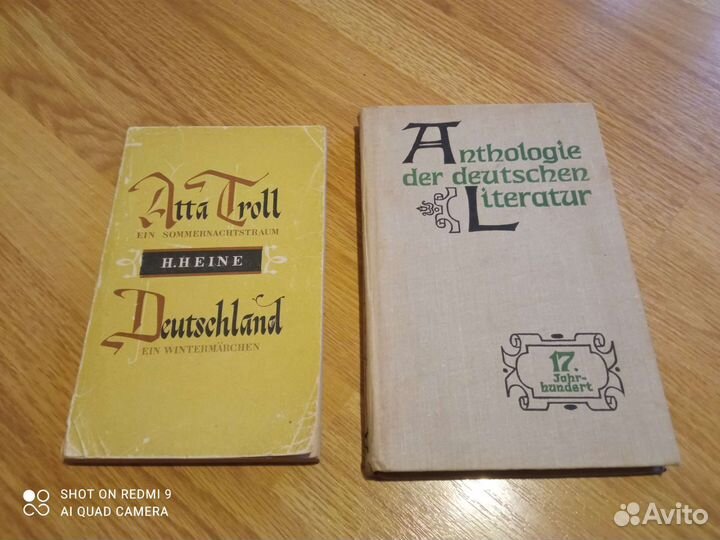 Atta Troll
EIN SOMMERNACHTSTRAUM
H. HEINE
Deutschland
EIN WINTERMÄRCHEN
Anthologie
der deutschen
Literatur
17.
Jahr-
hundert
SHOT ON REDMI 9
AI QUAD CAMERA
Avito